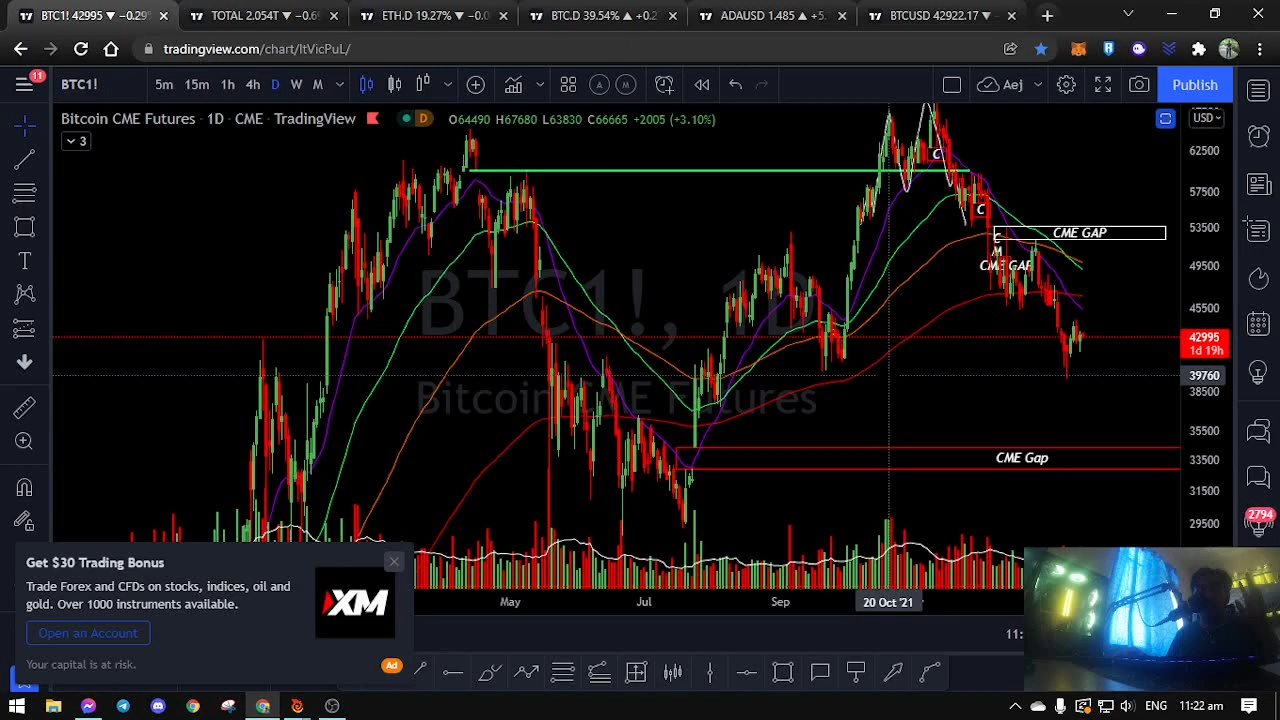 BTC1! 42995 ▼ −0.29%
TOTAL 2.054T ▼ −0.6
ETH.D 19.27% ▼ −0.
BTC.D 39.54% ▲ +0.2
ADAUSD 1.485 ▲ +5.
BTCUSD 42922.17 ▼
tradingview.com/chart/ltVicPuL/
11
BTC1!
5m 15m 1h 4h D W M
A M
Aej
Publish
Bitcoin CME Futures · 1D · CME · TradingView
D
O64490 H67680 L63830 C66665 +2005 (+3.10%)
USD
3
62500
57500
53500
49500
45500
42995
1d 19h
39760
38500
35500
33500
31500
29500
C
C
C
M
CME GAP
CME GAP
CME Gap
BTC1!, 1D
Bitcoin CME Futures
T
2794
Get $30 Trading Bonus
Trade Forex and CFDs on stocks, indices, oil and
gold. Over 1000 instruments available.
Open an Account
Your capital is at risk.
XM
Ad
May
Jul
Sep
20 Oct '21
11:
ENG
11:22 am